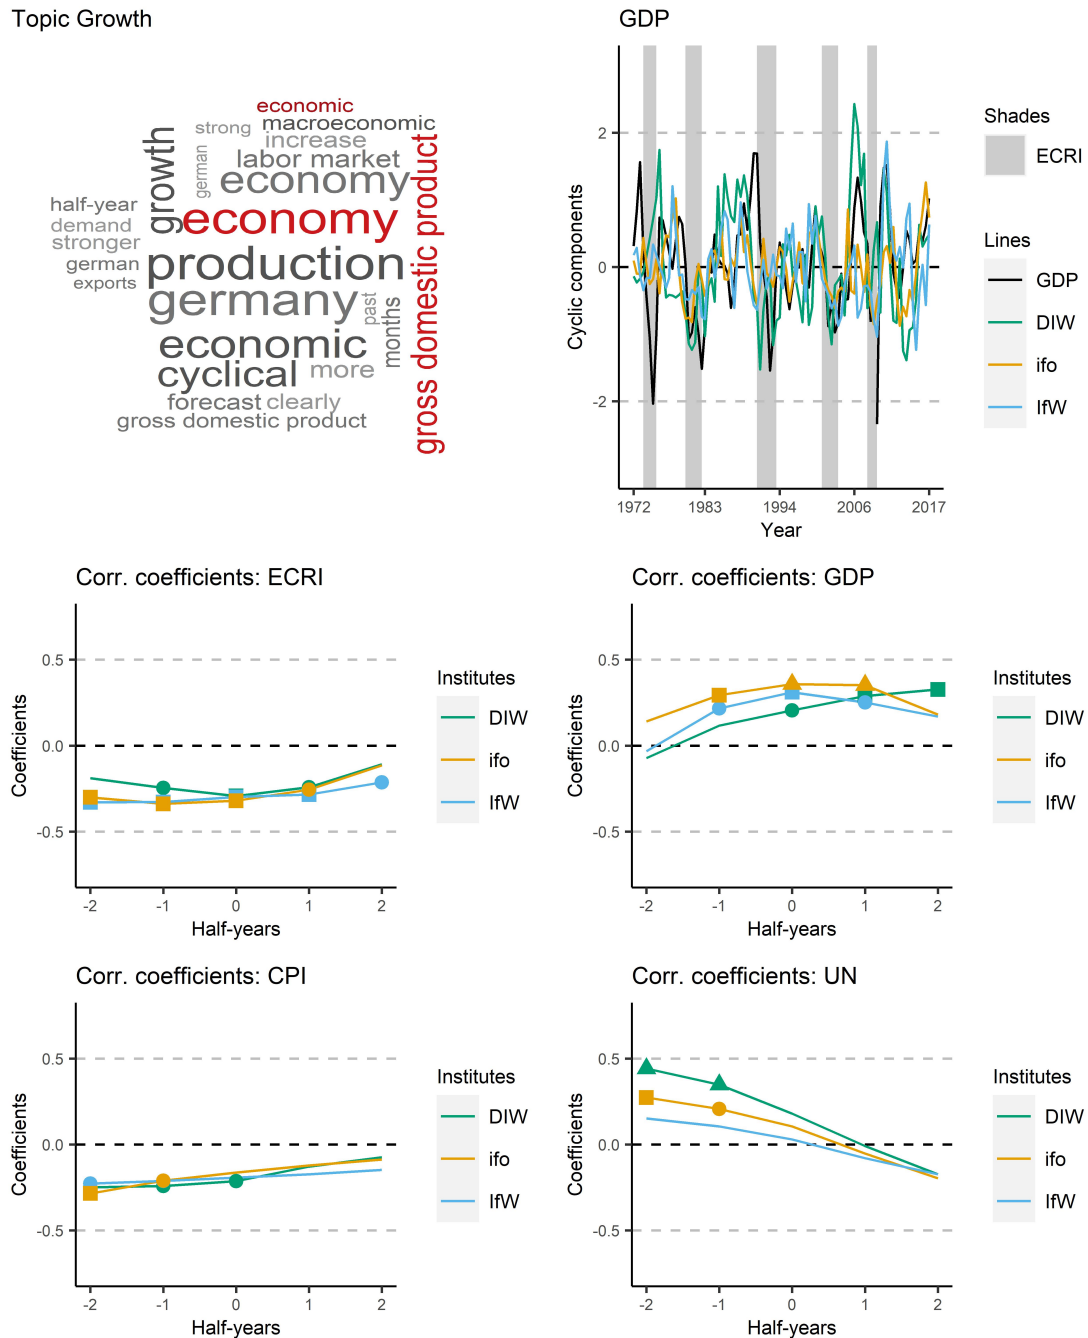 Topic Growth
economic
strong
macroeconomic
increase
growth
german
labor market
economy
half-year
demand
stronger
german
exports
economy
production
germany
past
months
gross domestic product
economic
cyclical
more
forecast
clearly
gross domestic product
GDP
Cyclic components
2
0
-2
1972 1983 1994 2006 2017
Year
Shades
ECRI
Lines
GDP
DIW
ifo
IfW
Corr. coefficients: ECRI
Coefficients
0.5
0.0
-0.5
-2 -1 0 1 2
Half-years
Institutes
DIW
ifo
IfW
Corr. coefficients: GDP
Coefficients
0.5
0.0
-0.5
-2 -1 0 1 2
Half-years
Institutes
DIW
ifo
IfW
Corr. coefficients: CPI
Coefficients
0.5
0.0
-0.5
-2 -1 0 1 2
Half-years
Institutes
DIW
ifo
IfW
Corr. coefficients: UN
Coefficients
0.5
0.0
-0.5
-2 -1 0 1 2
Half-years
Institutes
DIW
ifo
IfW